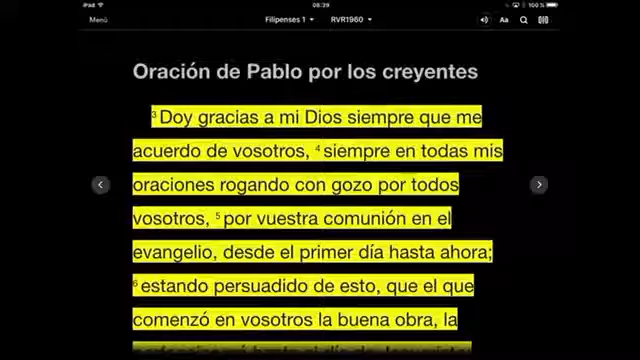 iPad
08:39
100 %
Menú
Filipenses 1
RVR1960
Aa
Oración de Pablo por los creyentes
3 Doy gracias a mi Dios siempre que me
acuerdo de vosotros, 4 siempre en todas mis
oraciones rogando con gozo por todos
vosotros, 5 por vuestra comunión en el
evangelio, desde el primer día hasta ahora;
6 estando persuadido de esto, que el que
comenzó en vosotros la buena obra, la